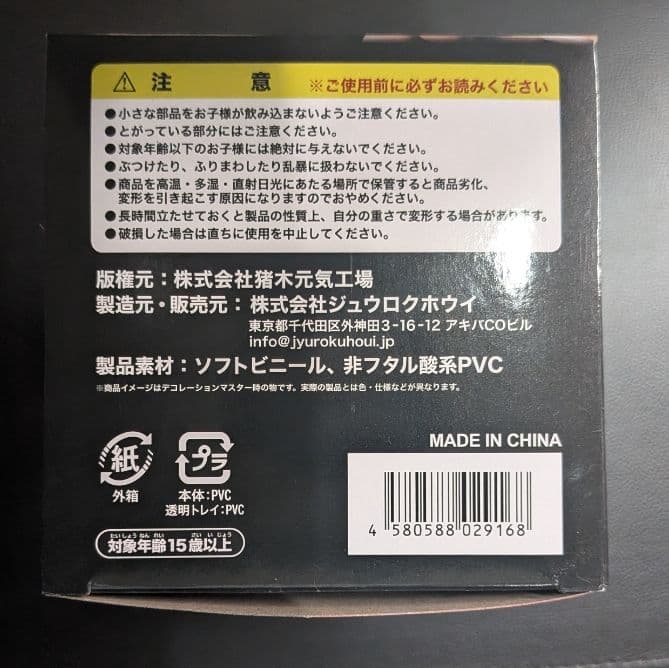 注意 ※ご使用前に必ずお読みください
●小さな部品をお子様が飲み込まないようご注意ください。
●とがっている部分にはご注意ください。
●対象年齢以下のお子様には絶対に与えないでください。
●ぶつけたり、ふりまわしたり乱暴に扱わないでください。
●商品を高温・多湿・直射日光にあたる場所で保管すると商品劣化、
変形を引き起こす原因になりますのでおやめください。
●長時間立たせておくと製品の性質上、自分の重さで変形する場合があります。
●破損した場合は直ちに使用を中止してください。
版権元：株式会社猪木元気工場
製造元・販売元：株式会社ジュウロクホウイ
東京都千代田区外神田3-16-12 アキバCOビル
info@jyurokuhoui.jp
製品素材：ソフトビニール、非フタル酸系PVC
※商品イメージはデコレーションマスター時の物です。実際の製品とは色・仕様などが異なります。
紙
外箱
プラ
本体：PVC
透明トレイ：PVC
MADE IN CHINA
4 580588 029168
たいしょうねんれい さいいじょう
対象年齢15歳以上